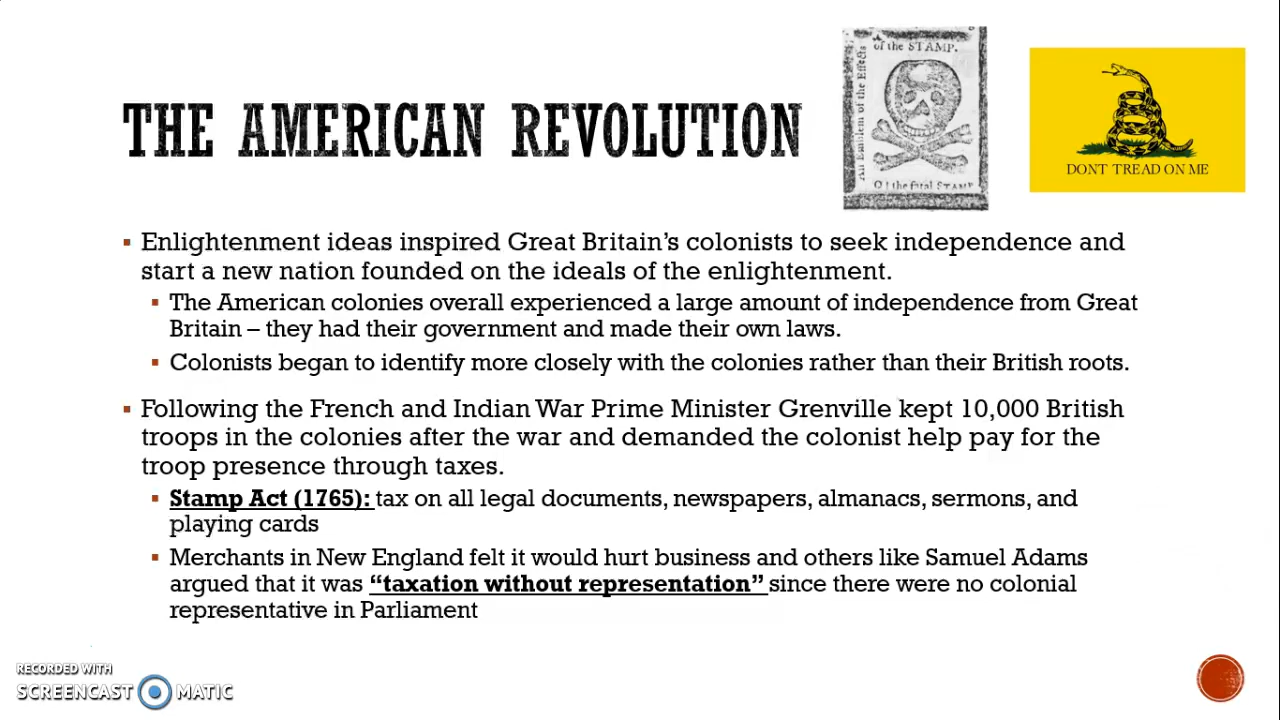 THE AMERICAN REVOLUTION
An Emblem of the Effects
of the STAMP.
O! the fatal STAMP
DONT TREAD ON ME
▪ Enlightenment ideas inspired Great Britain's colonists to seek independence and
start a new nation founded on the ideals of the enlightenment.
▪ The American colonies overall experienced a large amount of independence from Great
Britain – they had their government and made their own laws.
▪ Colonists began to identify more closely with the colonies rather than their British roots.
▪ Following the French and Indian War Prime Minister Grenville kept 10,000 British
troops in the colonies after the war and demanded the colonist help pay for the
troop presence through taxes.
▪ Stamp Act (1765): tax on all legal documents, newspapers, almanacs, sermons, and
playing cards
▪ Merchants in New England felt it would hurt business and others like Samuel Adams
argued that it was “taxation without representation” since there were no colonial
representative in Parliament
RECORDED WITH
SCREENCAST MATIC